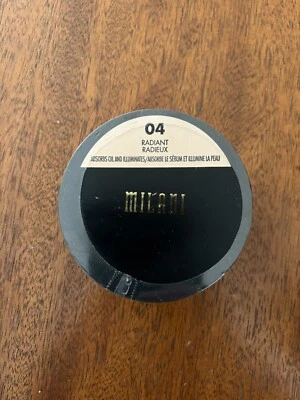 04
RADIANT
RADIEUX
ABSORBS OIL AND ILLUMINATES/ABSORBE LE SÉBUM ET ILLUMINE LA PEAU
MILANI